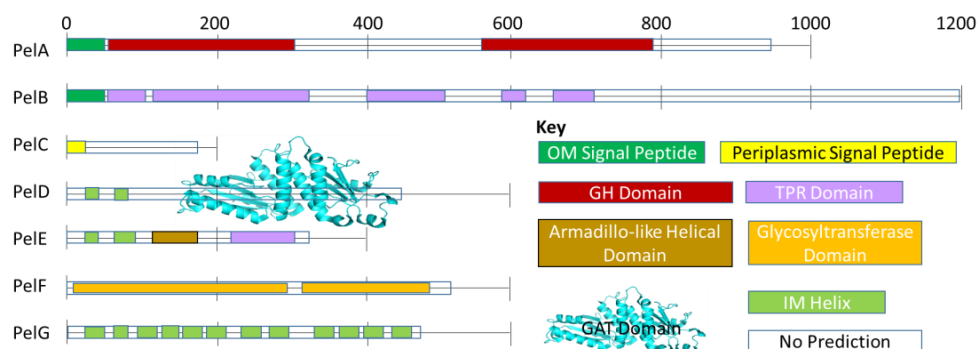 0 200 400 600 800 1000 1200
PelA
PelB
PelC
PelD
PelE
PelF
PelG
Key
OM Signal Peptide
Periplasmic Signal Peptide
GH Domain
TPR Domain
Armadillo-like Helical
Domain
Glycosyltransferase
Domain
GAT Domain
IM Helix
No Prediction